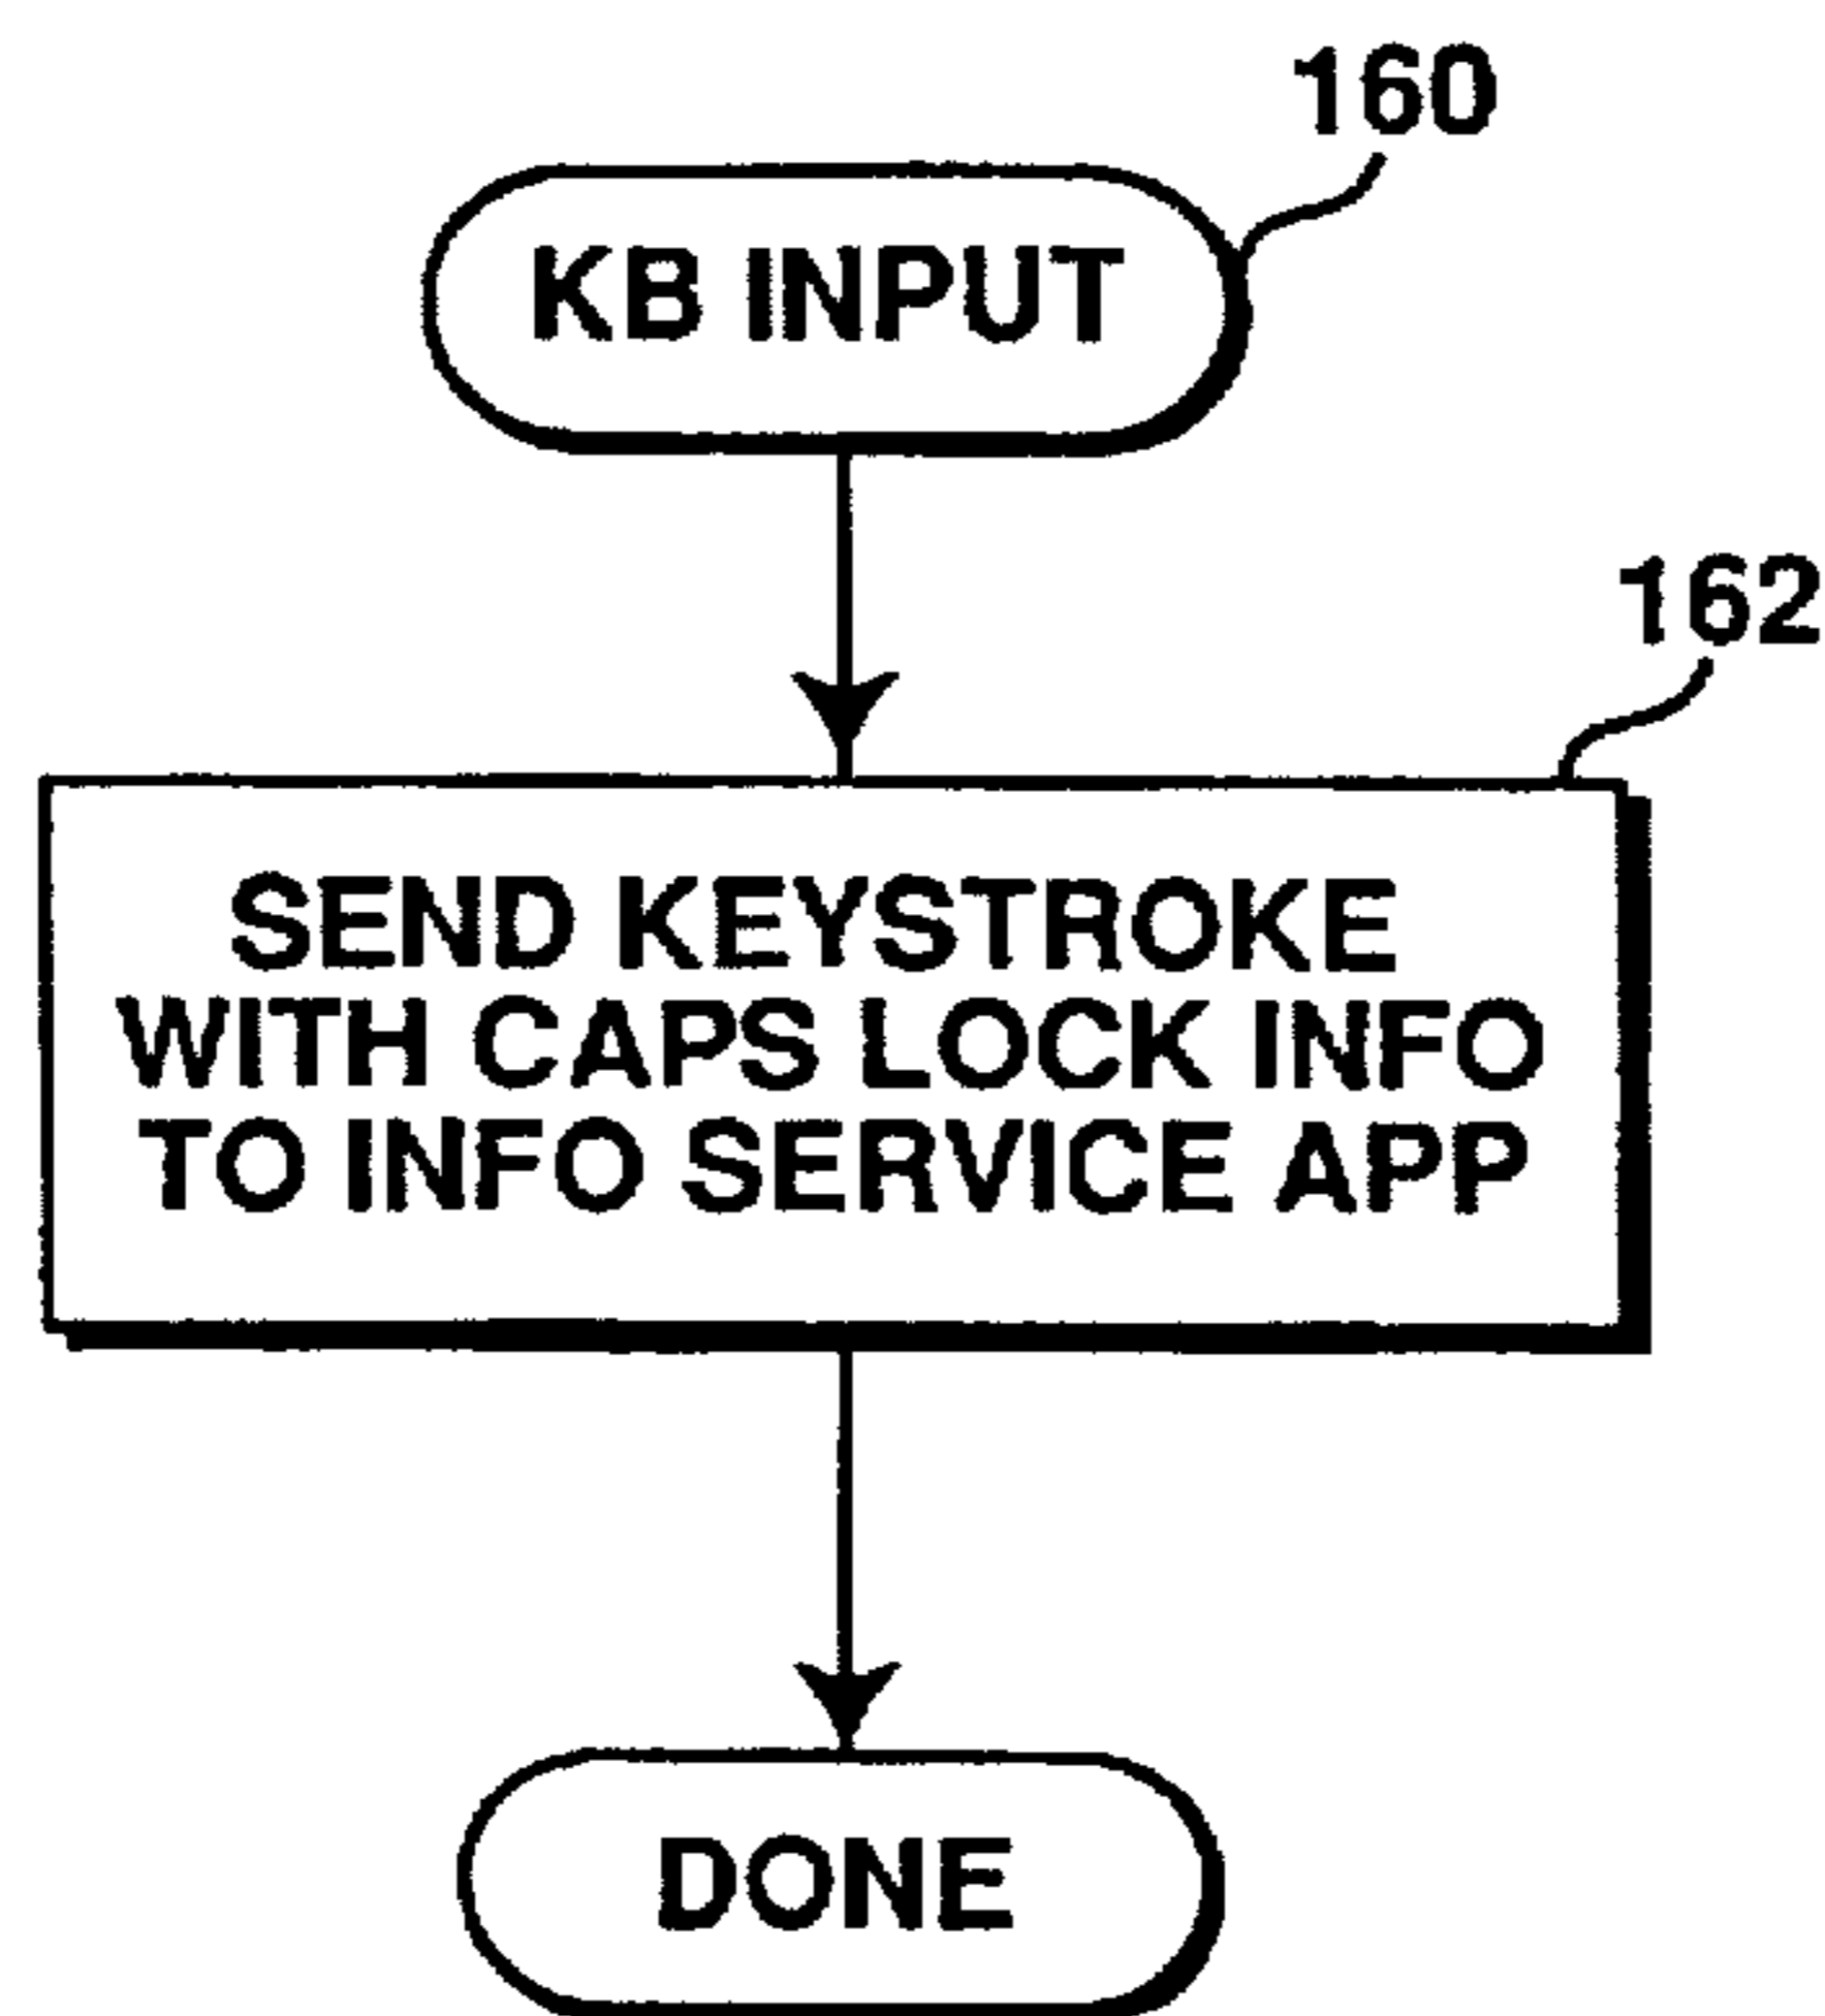 160
KB INPUT
162
SEND KEYSTROKE
WITH CAPS LOCK INFO
TO INFO SERVICE APP
DONE